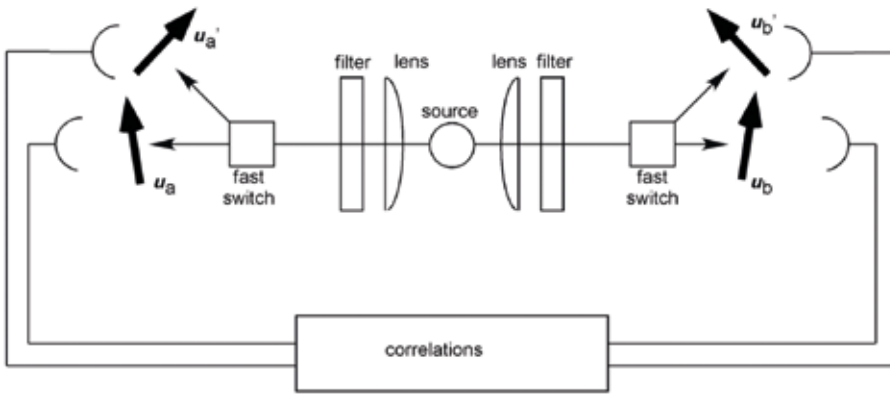 u_a'
u_b'
filter
lens
lens
filter
source
fast
switch
fast
switch
u_a
u_b
correlations